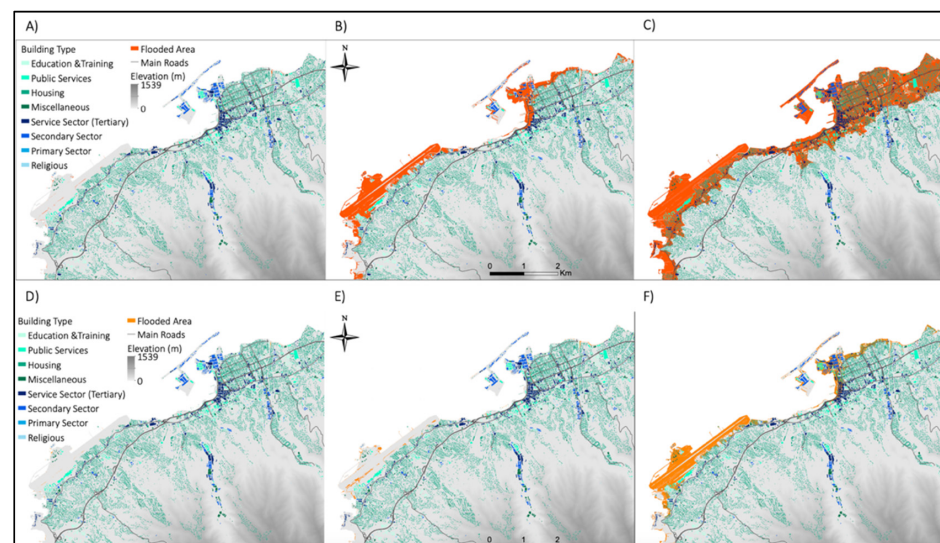 A)
Building Type
Education &Training
Public Services
Housing
Miscellaneous
Service Sector (Tertiary)
Secondary Sector
Primary Sector
Religious
Flooded Area
Main Roads
Elevation (m)
1539
0
B)
N
0 1 2
Km
C)
D)
Building Type
Education &Training
Public Services
Housing
Miscellaneous
Service Sector (Tertiary)
Secondary Sector
Primary Sector
Religious
Flooded Area
Main Roads
Elevation (m)
1539
0
E)
N
0 1 2
F)